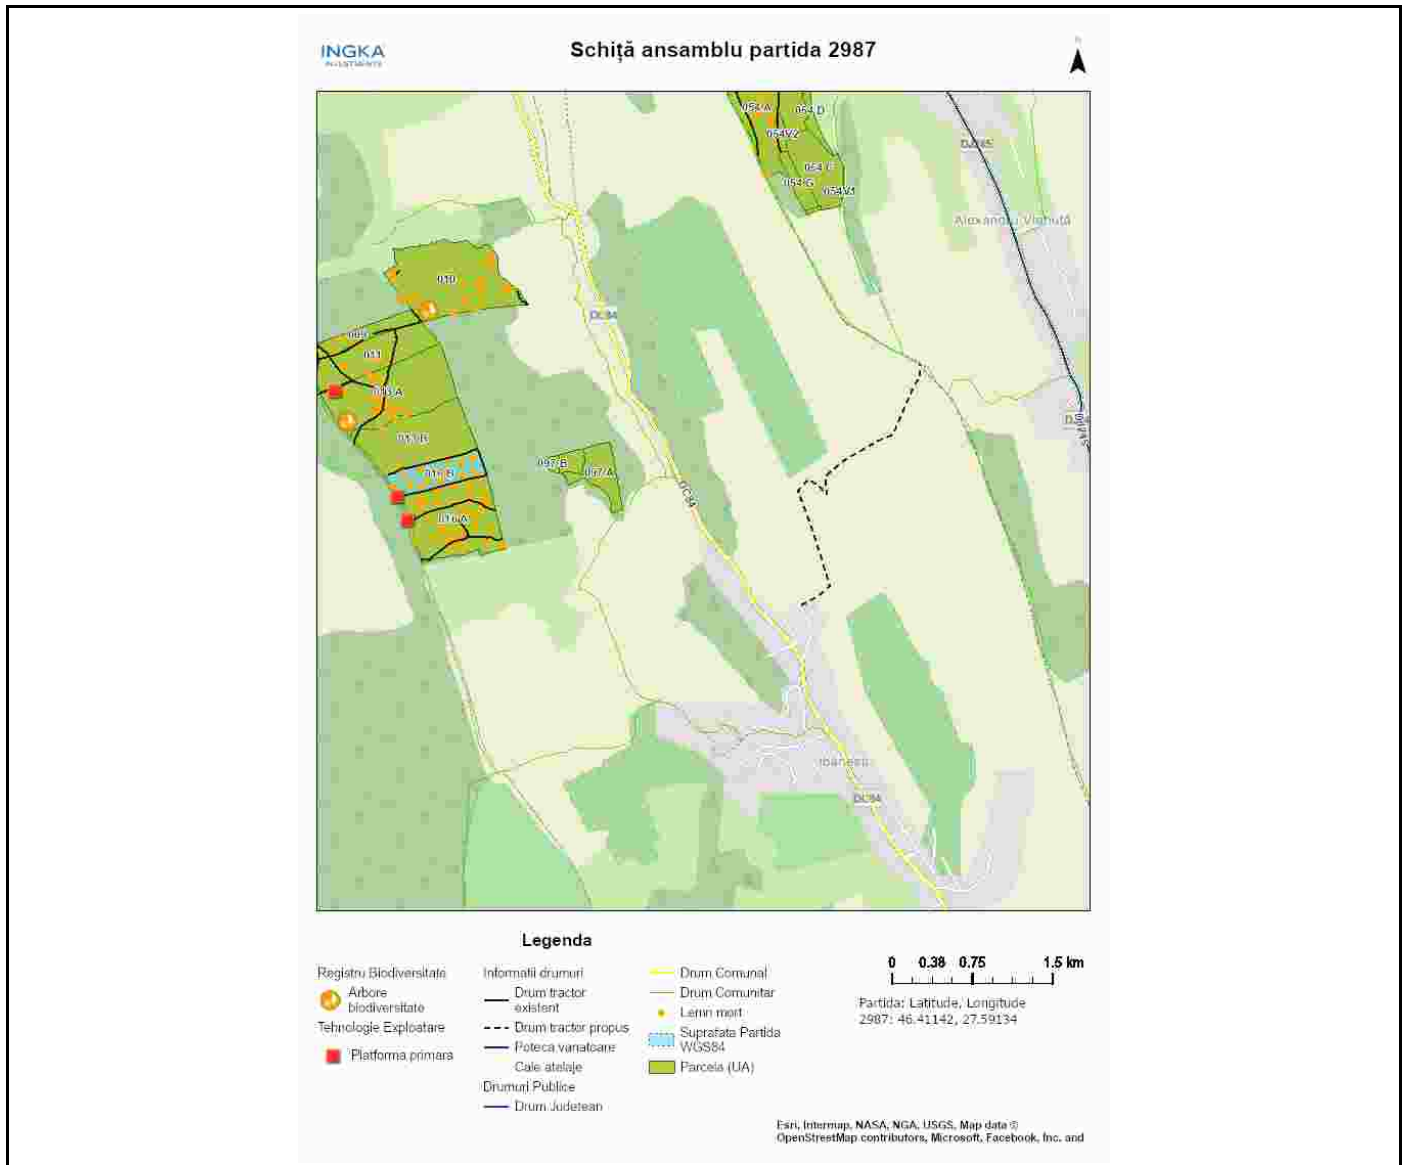 INGKA
INVESTMENTS
Schiță ansamblu partida 2987
N
054 A
054 D
054V2
054 C
054 G
054V1
Alexandru Vlahuță
010
DC84
011
013 B
016 B
016 A
097 B
097 A
DC84
Ibănești
DC84
Legenda
Registru Biodiversitate
Arbore
biodiversitate
Tehnologie Exploatare
Platforma primara
Informatii drumuri
Drum tractor
existent
Drum tractor propus
Poteca vanatoare
Cale atelaje
Drumuri Publice
Drum Judetean
Drum Comunal
Drum Comunitar
Lemn mort
Suprafata Partida
WGS84
Parcela (UA)
0 0.38 0.75 1.5 km
Partida: Latitude, Longitude
2987: 46.41142, 27.59134
Esri, Intermap, NASA, NGA, USGS, Map data ©
OpenStreetMap contributors, Microsoft, Facebook, Inc. and